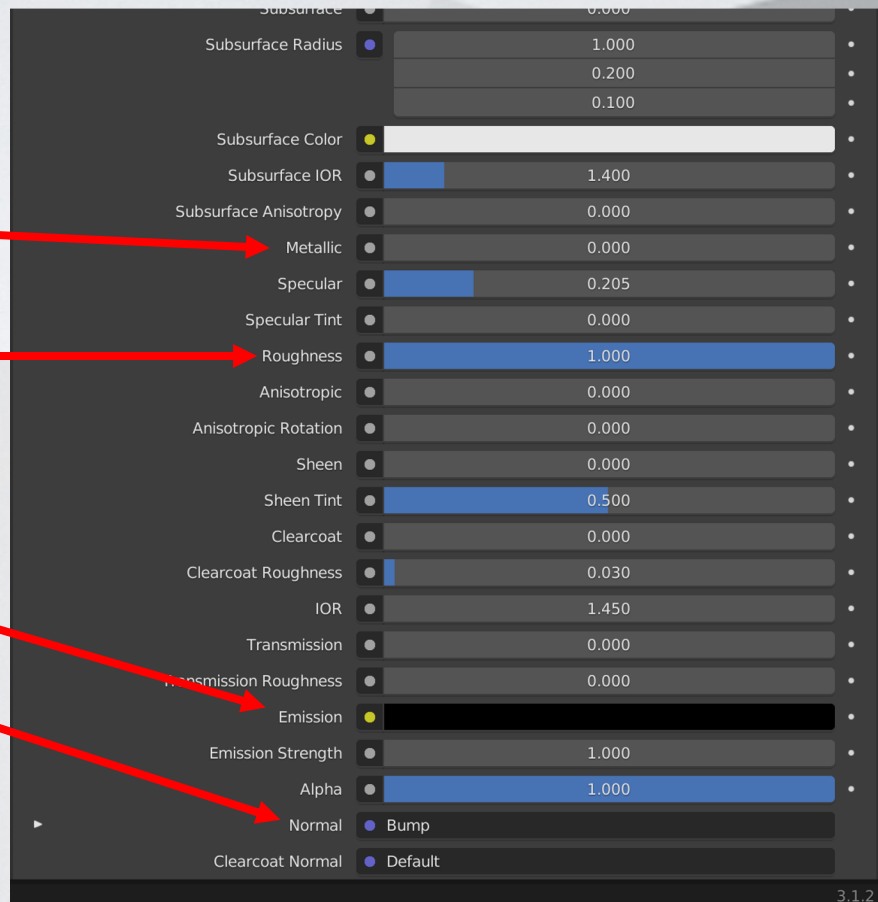 Subsurface 0.000
Subsurface Radius 1.000
0.200
0.100
Subsurface Color
Subsurface IOR 1.400
Subsurface Anisotropy 0.000
Metallic 0.000
Specular 0.205
Specular Tint 0.000
Roughness 1.000
Anisotropic 0.000
Anisotropic Rotation 0.000
Sheen 0.000
Sheen Tint 0.500
Clearcoat 0.000
Clearcoat Roughness 0.030
IOR 1.450
Transmission 0.000
Transmission Roughness 0.000
Emission
Emission Strength 1.000
Alpha 1.000
Normal Bump
Clearcoat Normal Default
3.1.2